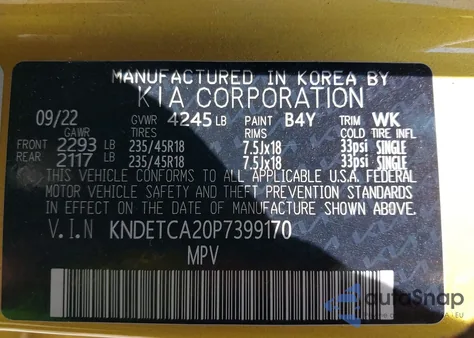 MANUFACTURED IN KOREA BY
KIA CORPORATION
09/22 GVWR 4245 LB PAINT B4Y TRIM WK
GAWR TIRES RIMS COLD
FRONT 2293 LB 235/45R18 7.5Jx18 33psi SINGLE
REAR 2117 LB 235/45R18 7.5Jx18 33psi SINGLE
THIS VEHICLE CONFORMS TO ALL APPLICABLE U.S.A. FEDERAL
MOTOR VEHICLE SAFETY AND THEFT PREVENTION STANDARDS
IN EFFECT ON THE DATE OF MANUFACTURE SHOWN ABOVE.
V.I.N KNDETCA20P7399170
MPV
autoSnap